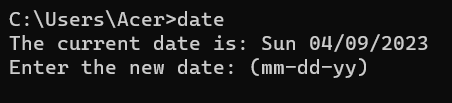 C:\Users\Acer>date
The current date is: Sun 04/09/2023
Enter the new date: (mm-dd-yy)